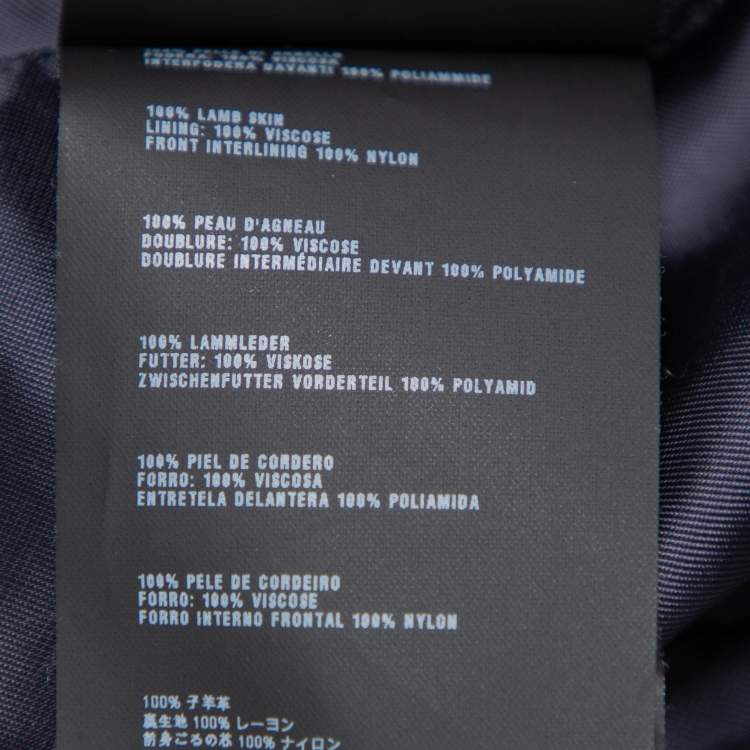 FODERA: 100% VISCOSA
INTERFODERA DAVANTI 100% POLIAMMIDE
100% LAMB SKIN
LINING: 100% VISCOSE
FRONT INTERLINING 100% NYLON
100% PEAU D'AGNEAU
DOUBLURE: 100% VISCOSE
DOUBLURE INTERMÉDIAIRE DEVANT 100% POLYAMIDE
100% LAMMLEDER
FUTTER: 100% VISKOSE
ZWISCHENFUTTER VORDERTEIL 100% POLYAMID
100% PIEL DE CORDERO
FORRO: 100% VISCOSA
ENTRETELA DELANTERA 100% POLIAMIDA
100% PELE DE CORDEIRO
FORRO: 100% VISCOSE
FORRO INTERNO FRONTAL 100% NYLON
100% 子羊革
裏生地 100% レーヨン
前身ごろの芯 100% ナイロン